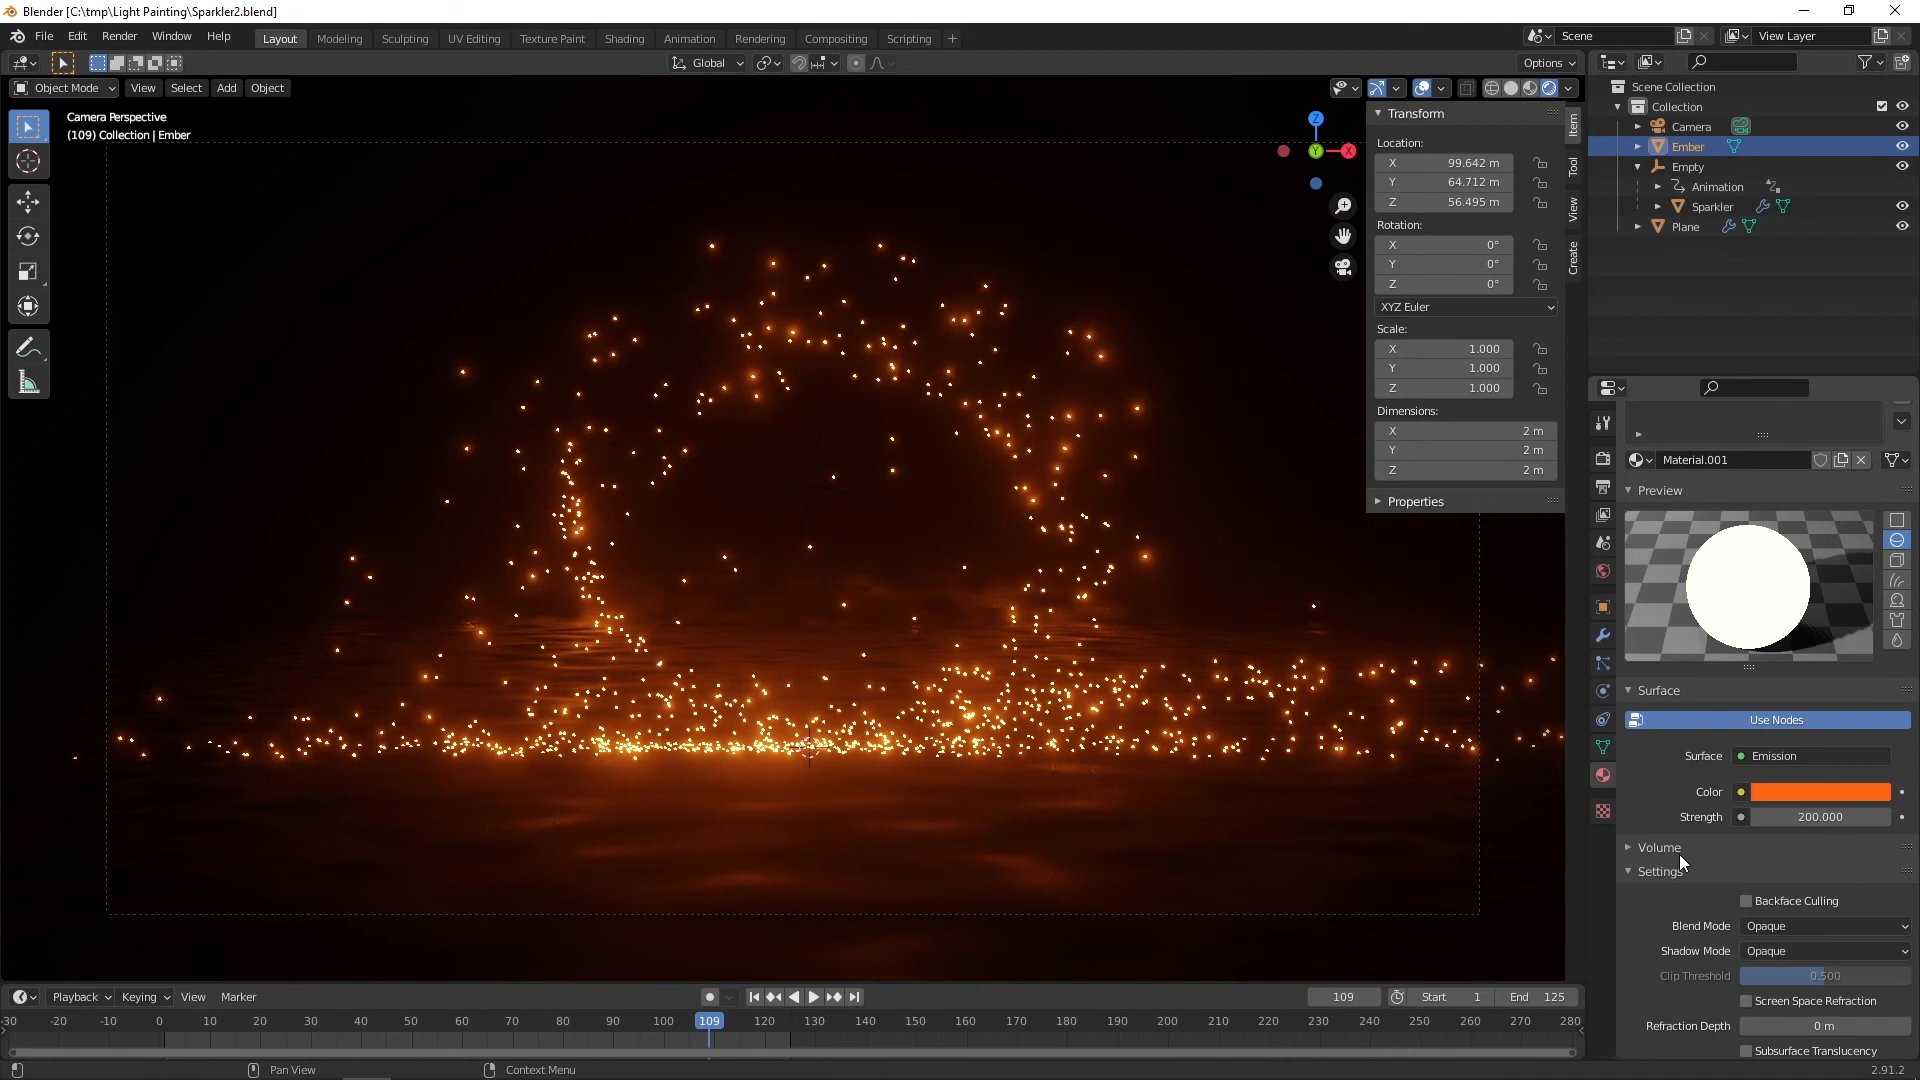 Blender [C:\tmp\Light Painting\Sparkler2.blend]
File Edit Render Window Help Layout Modeling Sculpting UV Editing Texture Paint Shading Animation Rendering Compositing Scripting + Scene View Layer
Global Options
Object Mode View Select Add Object
Camera Perspective
(109) Collection | Ember
Z
Y
X
Transform
Location:
X 99.642 m
Y 64.712 m
Z 56.495 m
Rotation:
X 0°
Y 0°
Z 0°
XYZ Euler
Scale:
X 1.000
Y 1.000
Z 1.000
Dimensions:
X 2 m
Y 2 m
Z 2 m
Properties
Item
Tool
View
Create
Scene Collection
Collection
Camera
Ember
Empty
Animation
Sparkler
Plane
Material.001
Preview
Surface
Use Nodes
Surface Emission
Color
Strength 200.000
Volume
Settings
Backface Culling
Blend Mode Opaque
Shadow Mode Opaque
Clip Threshold 0.500
Screen Space Refraction
Refraction Depth 0 m
Subsurface Translucency
Playback Keying View Marker 109 Start 1 End 125
-30 -20 -10 0 10 20 30 40 50 60 70 80 90 100 109 120 130 140 150 160 170 180 190 200 210 220 230 240 250 260 270 280
Pan View Context Menu 2.91.2